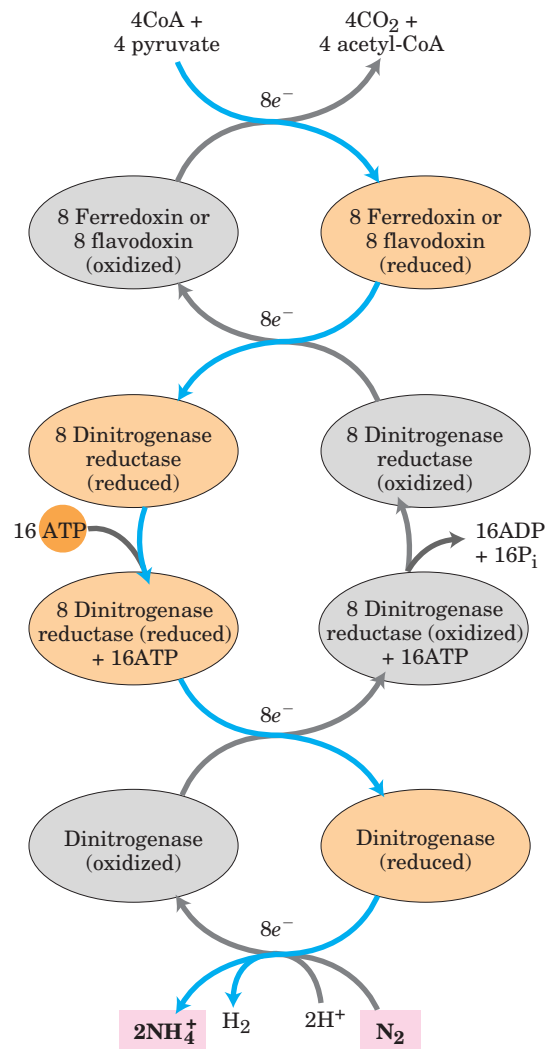 4CoA +
4 pyruvate
4CO₂ +
4 acetyl-CoA
8e⁻
8 Ferredoxin or
8 flavodoxin
(oxidized)
8 Ferredoxin or
8 flavodoxin
(reduced)
8e⁻
8 Dinitrogenase
reductase
(reduced)
8 Dinitrogenase
reductase
(oxidized)
16 ATP
16ADP
+ 16Pᵢ
8 Dinitrogenase
reductase (reduced)
+ 16ATP
8 Dinitrogenase
reductase (oxidized)
+ 16ATP
8e⁻
Dinitrogenase
(oxidized)
Dinitrogenase
(reduced)
8e⁻
2NH₄⁺
H₂
2H⁺
N₂